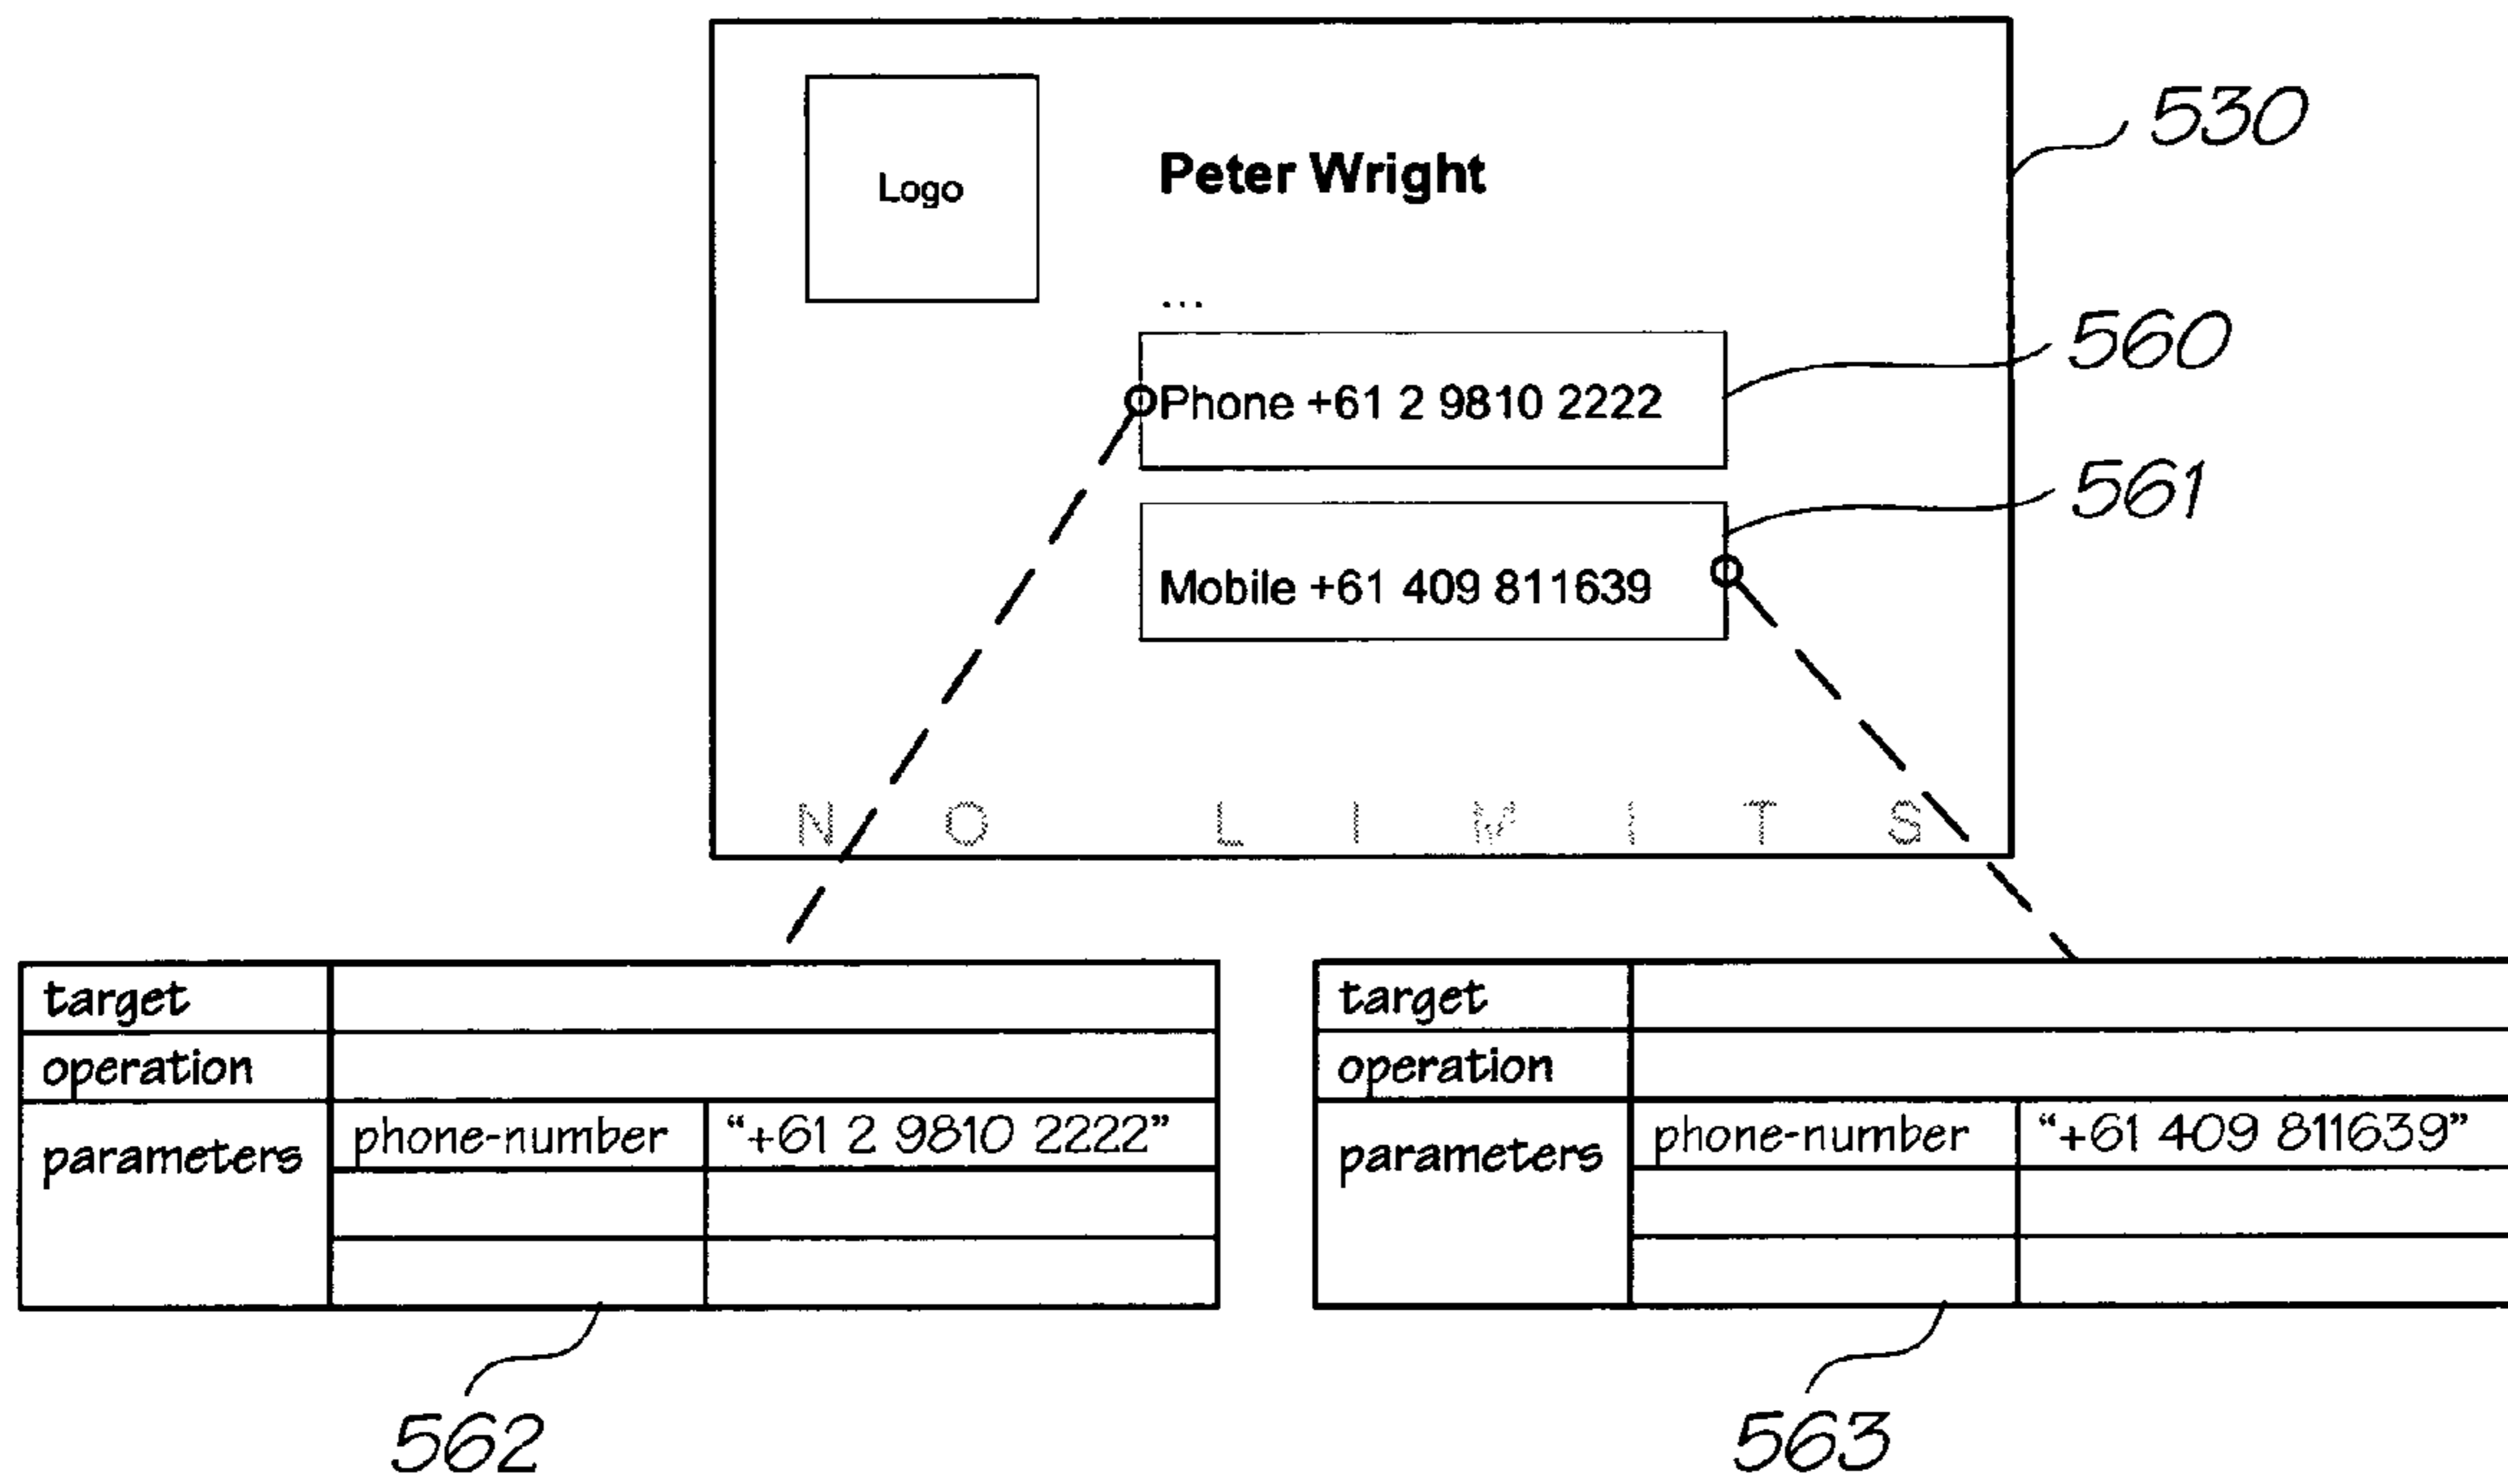 530
Logo
Peter Wright
...
560
Phone +61 2 9810 2222
561
Mobile +61 409 811639
N O L I M I T S
target
operation
parameters phone-number “+61 2 9810 2222”
562
target
operation
parameters phone-number “+61 409 811639”
563